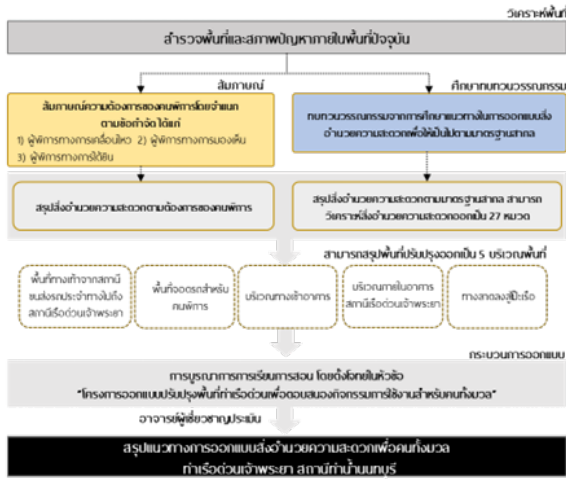 วิเคราะห์พื้นที่
สำรวจพื้นที่และสภาพปัญหาภายในพื้นที่ปัจจุบัน
สัมภาษณ์
ศึกษาทบทวนวรรณกรรม
สัมภาษณ์ความต้องการของคนพิการโดยจำแนก
ตามข้อกำจัด ได้แก่
1) ผู้พิการทางการเคลื่อนไหว 2) ผู้พิการทางการมองเห็น
3) ผู้พิการทางการได้ยิน
ทบทวนวรรณกรรมจากการศึกษาแนวทางในการออกแบบสิ่ง
อำนวยความสะดวกเพื่อให้เป็นไปตามมาตรฐานสากล
สรุปสิ่งอำนวยความสะดวกตามต้องการของคนพิการ
สรุปสิ่งอำนวยความสะดวกตามมาตรฐานสากล สามารถ
วิเคราะห์สิ่งอำนวยความสะดวกออกเป็น 27 หมวด
สามารถสรุปพื้นที่ปรับปรุงออกเป็น 5 บริเวณพื้นที่
พื้นที่ทางเท้าจากสถานี
ขนส่งรถประจำทางไปถึง
สถานีเรือด่วนเจ้าพระยา
พื้นที่จอดรถสำหรับ
คนพิการ
บริเวณทางเข้าอาคาร
บริเวณภายในอาคาร
สถานีเรือด่วนเจ้าพระยา
ทางลาดลงสู่โป๊ะเรือ
กระบวนการออกแบบ
การบูรณาการการเรียนการสอน โดยตั้งโจทย์ในหัวข้อ
“โครงการออกแบบปรับปรุงพื้นที่ท่าเรือด่วนเพื่อตอบสนองกิจกรรมการใช้งานสำหรับคนทั้งมวล”
อาจารย์ผู้เชี่ยวชาญประเมิน
สรุปแนวทางการออกแบบสิ่งอำนวยความสะดวกเพื่อคนทั้งมวล
ท่าเรือด่วนเจ้าพระยา สถานีท่าน้ำนนทบุรี